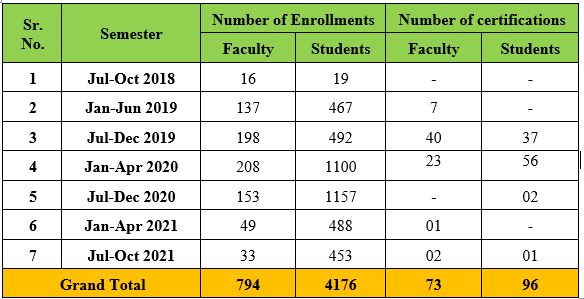 Sr. No. Semester Number of Enrollments Number of certifications
Faculty Students Faculty Students
1 Jul-Oct 2018 16 19 - -
2 Jan-Jun 2019 137 467 7 -
3 Jul-Dec 2019 198 492 40 37
4 Jan-Apr 2020 208 1100 23 56
5 Jul-Dec 2020 153 1157 - 02
6 Jan-Apr 2021 49 488 01 -
7 Jul-Oct 2021 33 453 02 01
Grand Total 794 4176 73 96